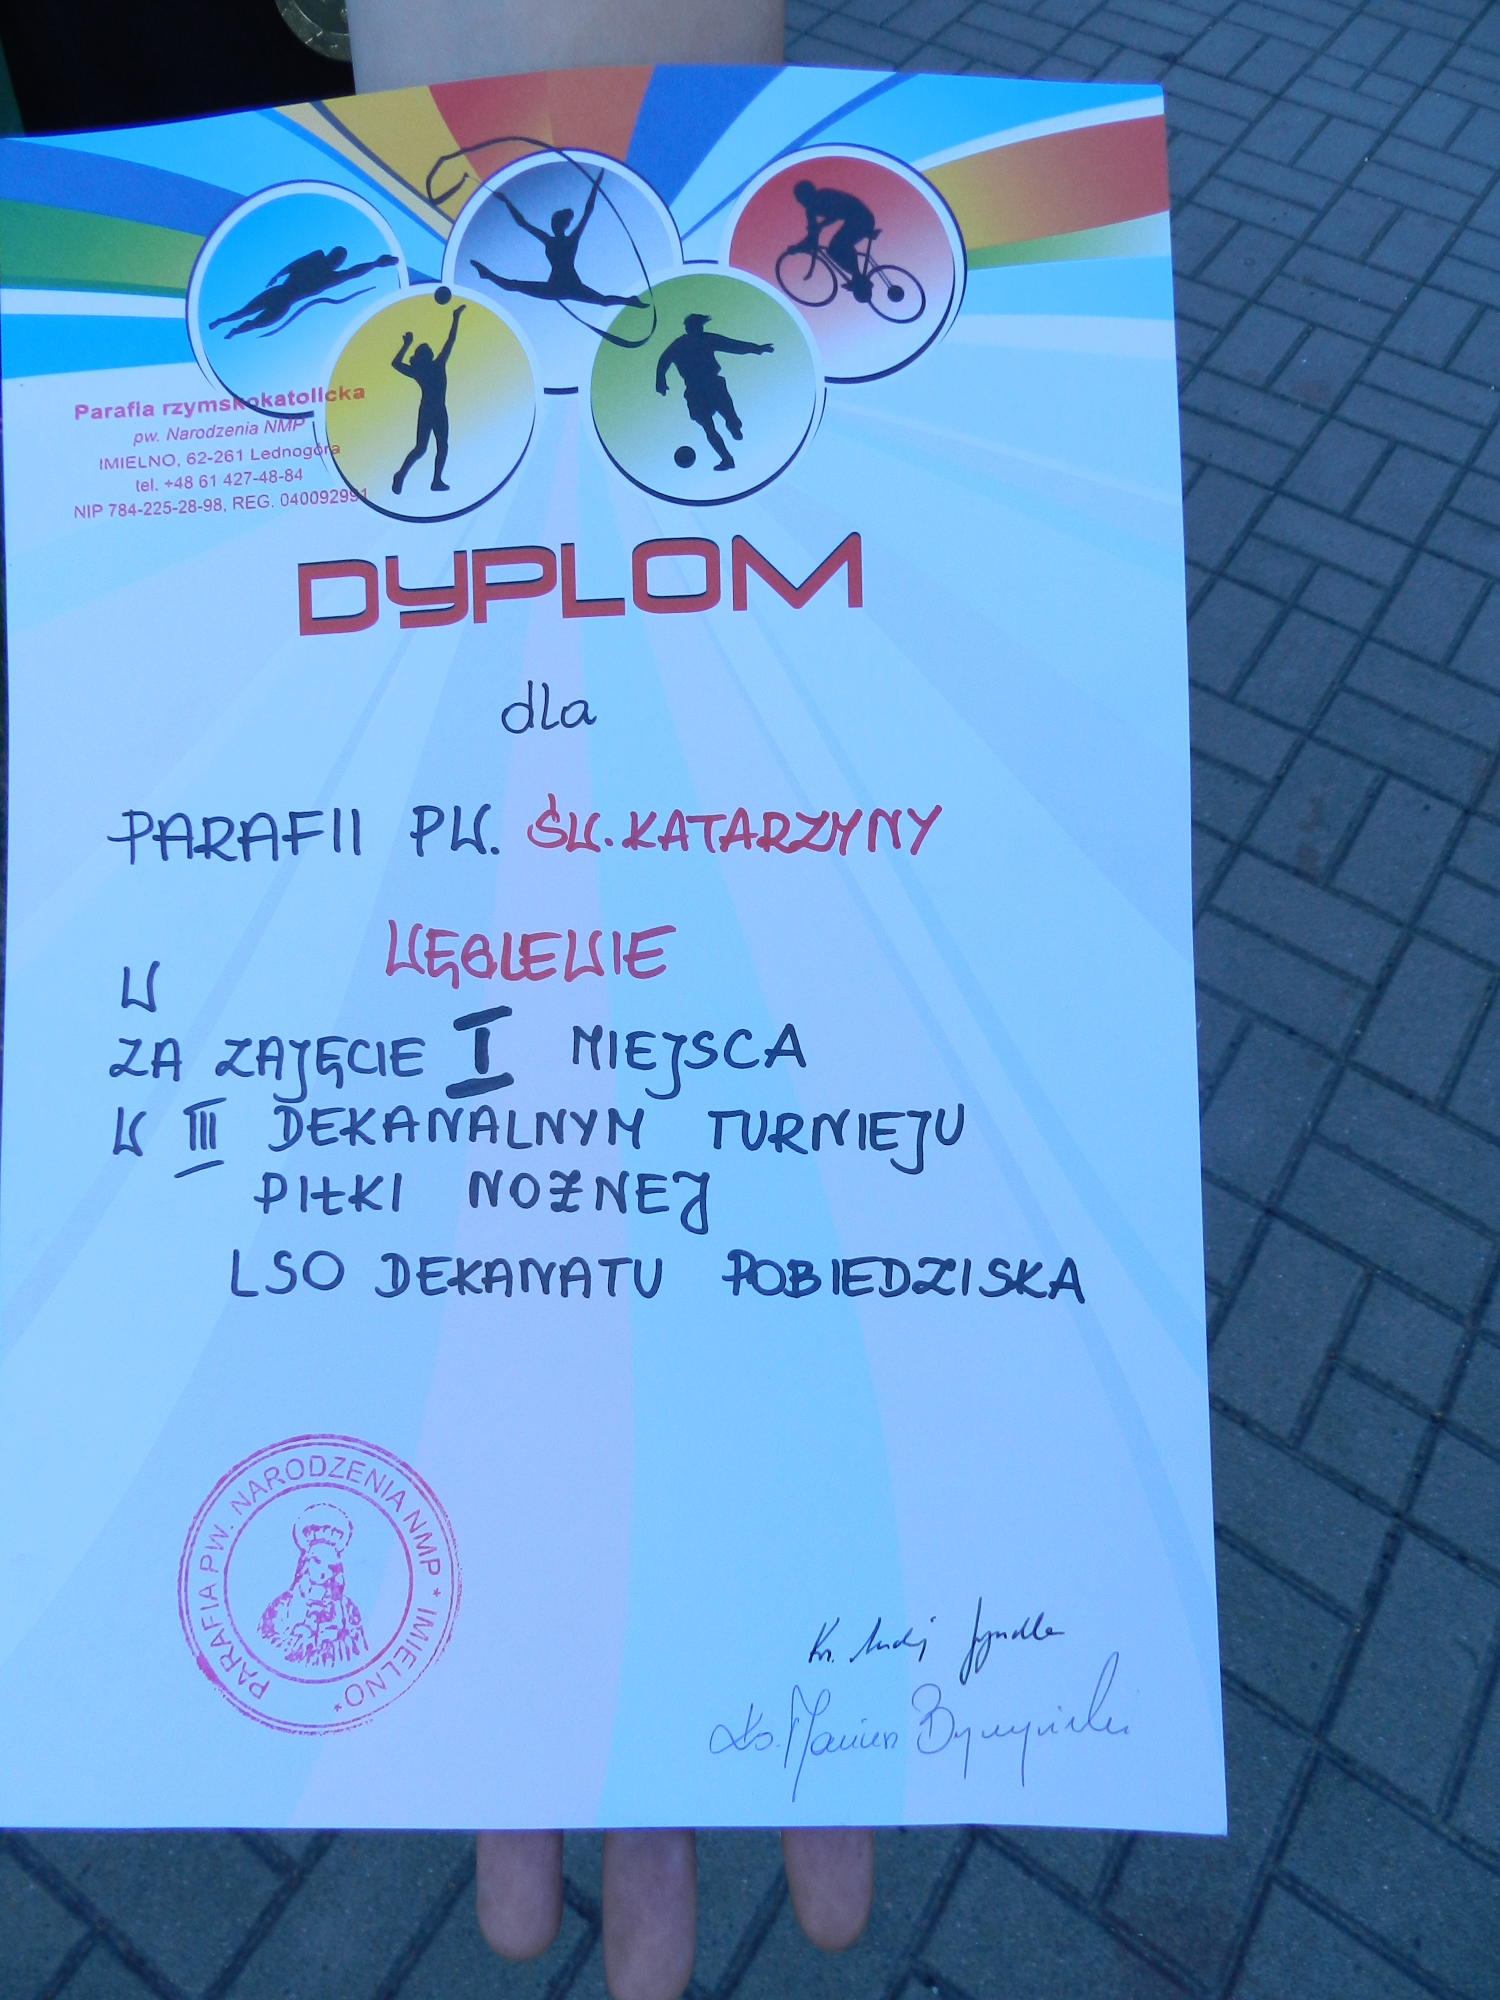 Parafia rzymskokatolicka
pw. Narodzenia NMP
IMIELNO, 62-261 Lednogóra
tel. +48 61 427-48-84
NIP 784-225-28-98, REG. 040092991
DYPLOM
dla
PARAFII PW. ŚW. KATARZYNY
W WĘGLEWIE
ZA ZAJĘCIE I MIEJSCA
W III DEKANALNYM TURNIEJU
PIŁKI NOŻNEJ
LSO DEKANATU POBIEDZISKA
PARAFIA PW. NARODZENIA NMP * IMIELNO *
Ks.
Ks.